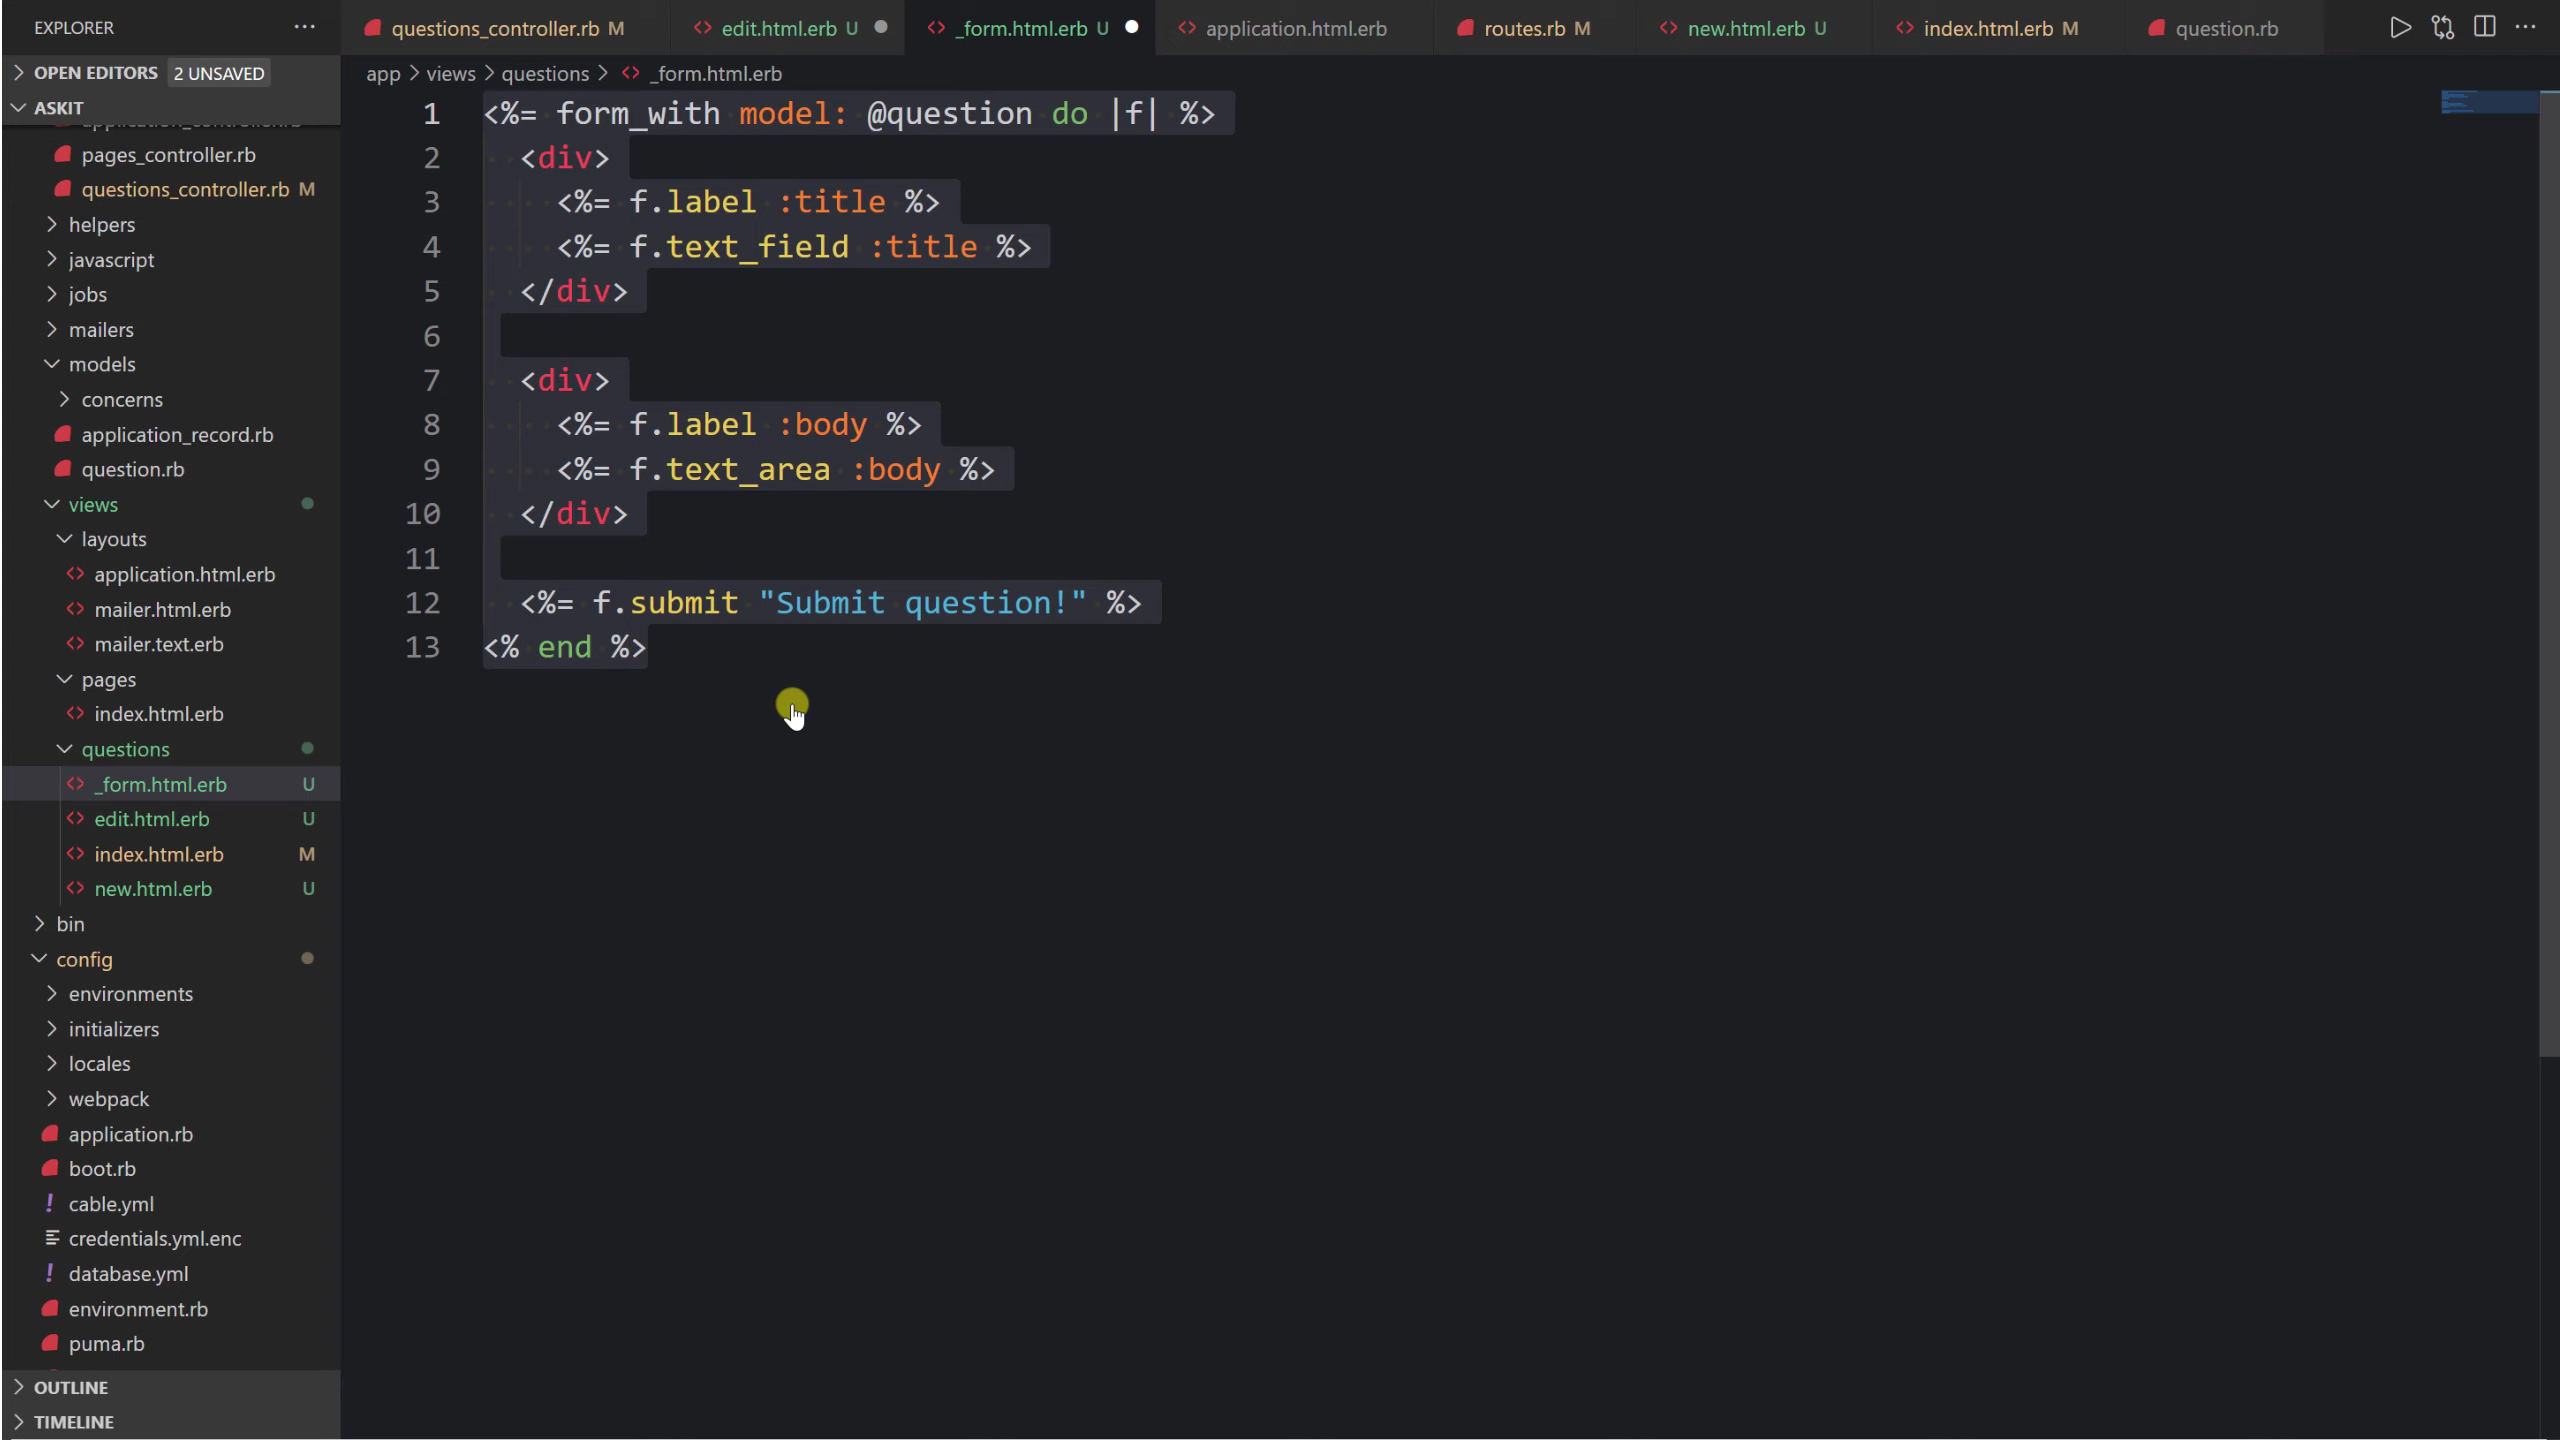 EXPLORER
OPEN EDITORS 2 UNSAVED
ASKIT
pages_controller.rb
questions_controller.rb M
helpers
javascript
jobs
mailers
models
concerns
application_record.rb
question.rb
views
layouts
application.html.erb
mailer.html.erb
mailer.text.erb
pages
index.html.erb
questions
_form.html.erb U
edit.html.erb U
index.html.erb M
new.html.erb U
bin
config
environments
initializers
locales
webpack
application.rb
boot.rb
cable.yml
credentials.yml.enc
database.yml
environment.rb
puma.rb
OUTLINE
TIMELINE
questions_controller.rb M edit.html.erb U _form.html.erb U application.html.erb routes.rb M new.html.erb U index.html.erb M question.rb
app > views > questions > _form.html.erb
1 <%= form_with model: @question do |f| %>
2 <div>
3 <%= f.label :title %>
4 <%= f.text_field :title %>
5 </div>
6
7 <div>
8 <%= f.label :body %>
9 <%= f.text_area :body %>
10 </div>
11
12 <%= f.submit "Submit question!" %>
13 <% end %>